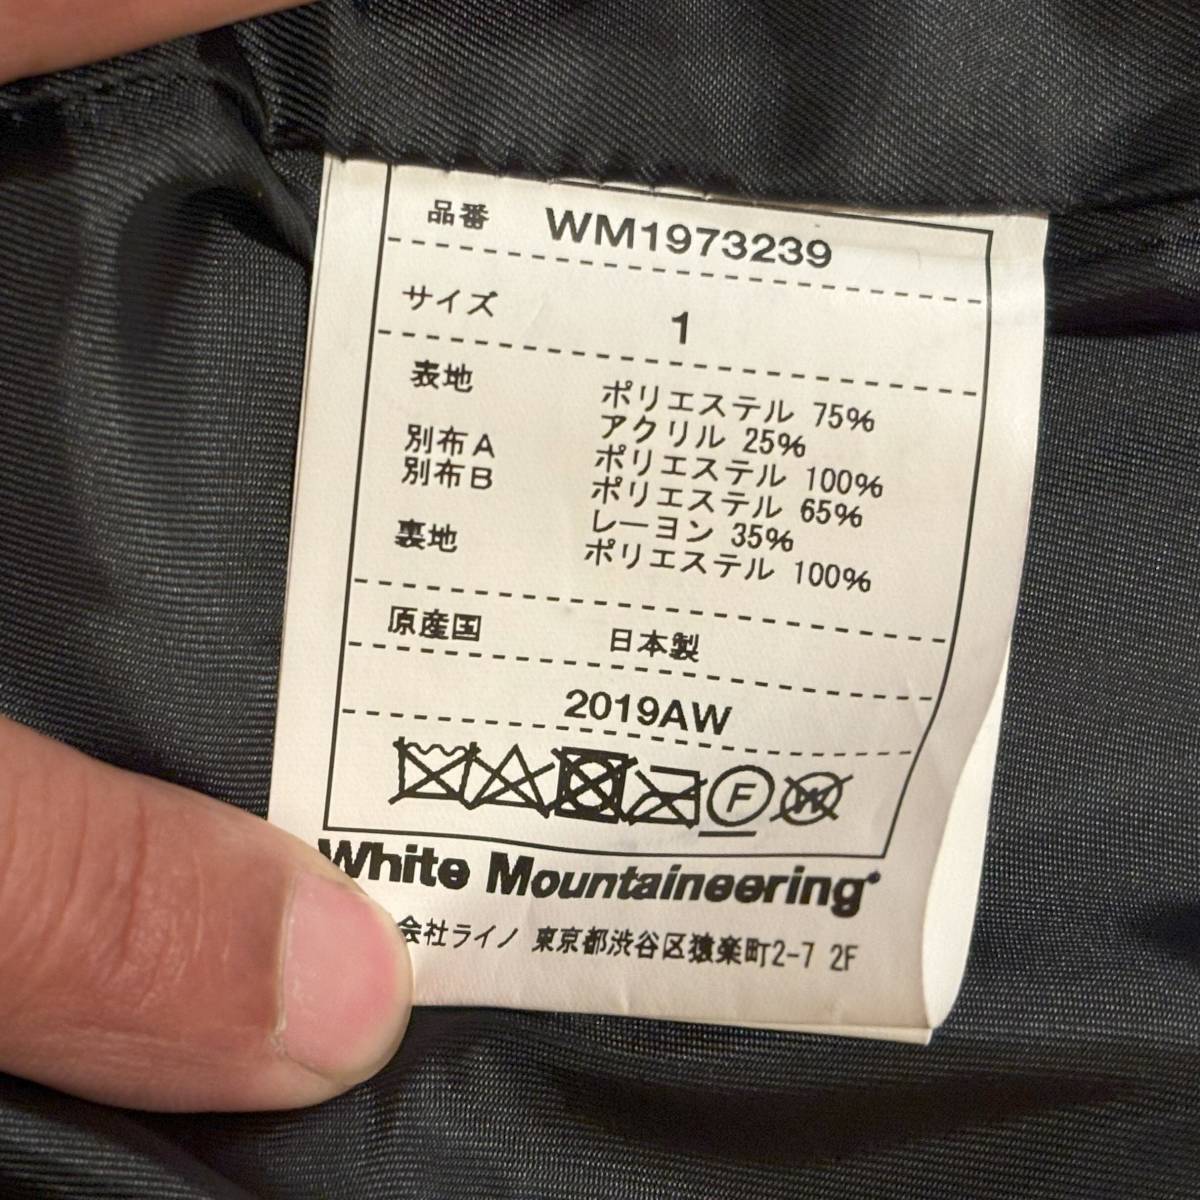 品番 WM1973239
サイズ 1
表地 ポリエステル 75%
アクリル 25%
別布A ポリエステル 100%
別布B ポリエステル 65%
レーヨン 35%
裏地 ポリエステル 100%
原産国 日本製
2019AW
F W
White Mountaineering
会社ライノ 東京都渋谷区猿楽町2-7 2F